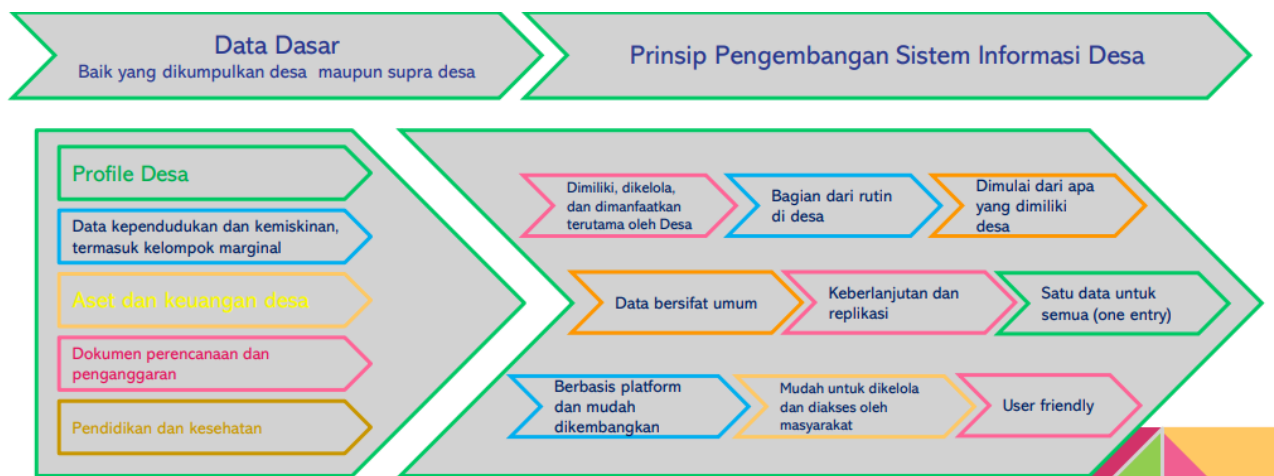 Data Dasar
Baik yang dikumpulkan desa maupun supra desa
Prinsip Pengembangan Sistem Informasi Desa
Profile Desa
Data kependudukan dan kemiskinan,
termasuk kelompok marginal
Aset dan keuangan desa
Dokumen perencanaan dan
penganggaran
Pendidikan dan kesehatan
Dimiliki, dikelola,
dan dimanfaatkan
terutama oleh Desa
Bagian dari rutin
di desa
Dimulai dari apa
yang dimiliki
desa
Data bersifat umum
Keberlanjutan dan
replikasi
Satu data untuk
semua (one entry)
Berbasis platform
dan mudah
dikembangkan
Mudah untuk dikelola
dan diakses oleh
masyarakat
User friendly